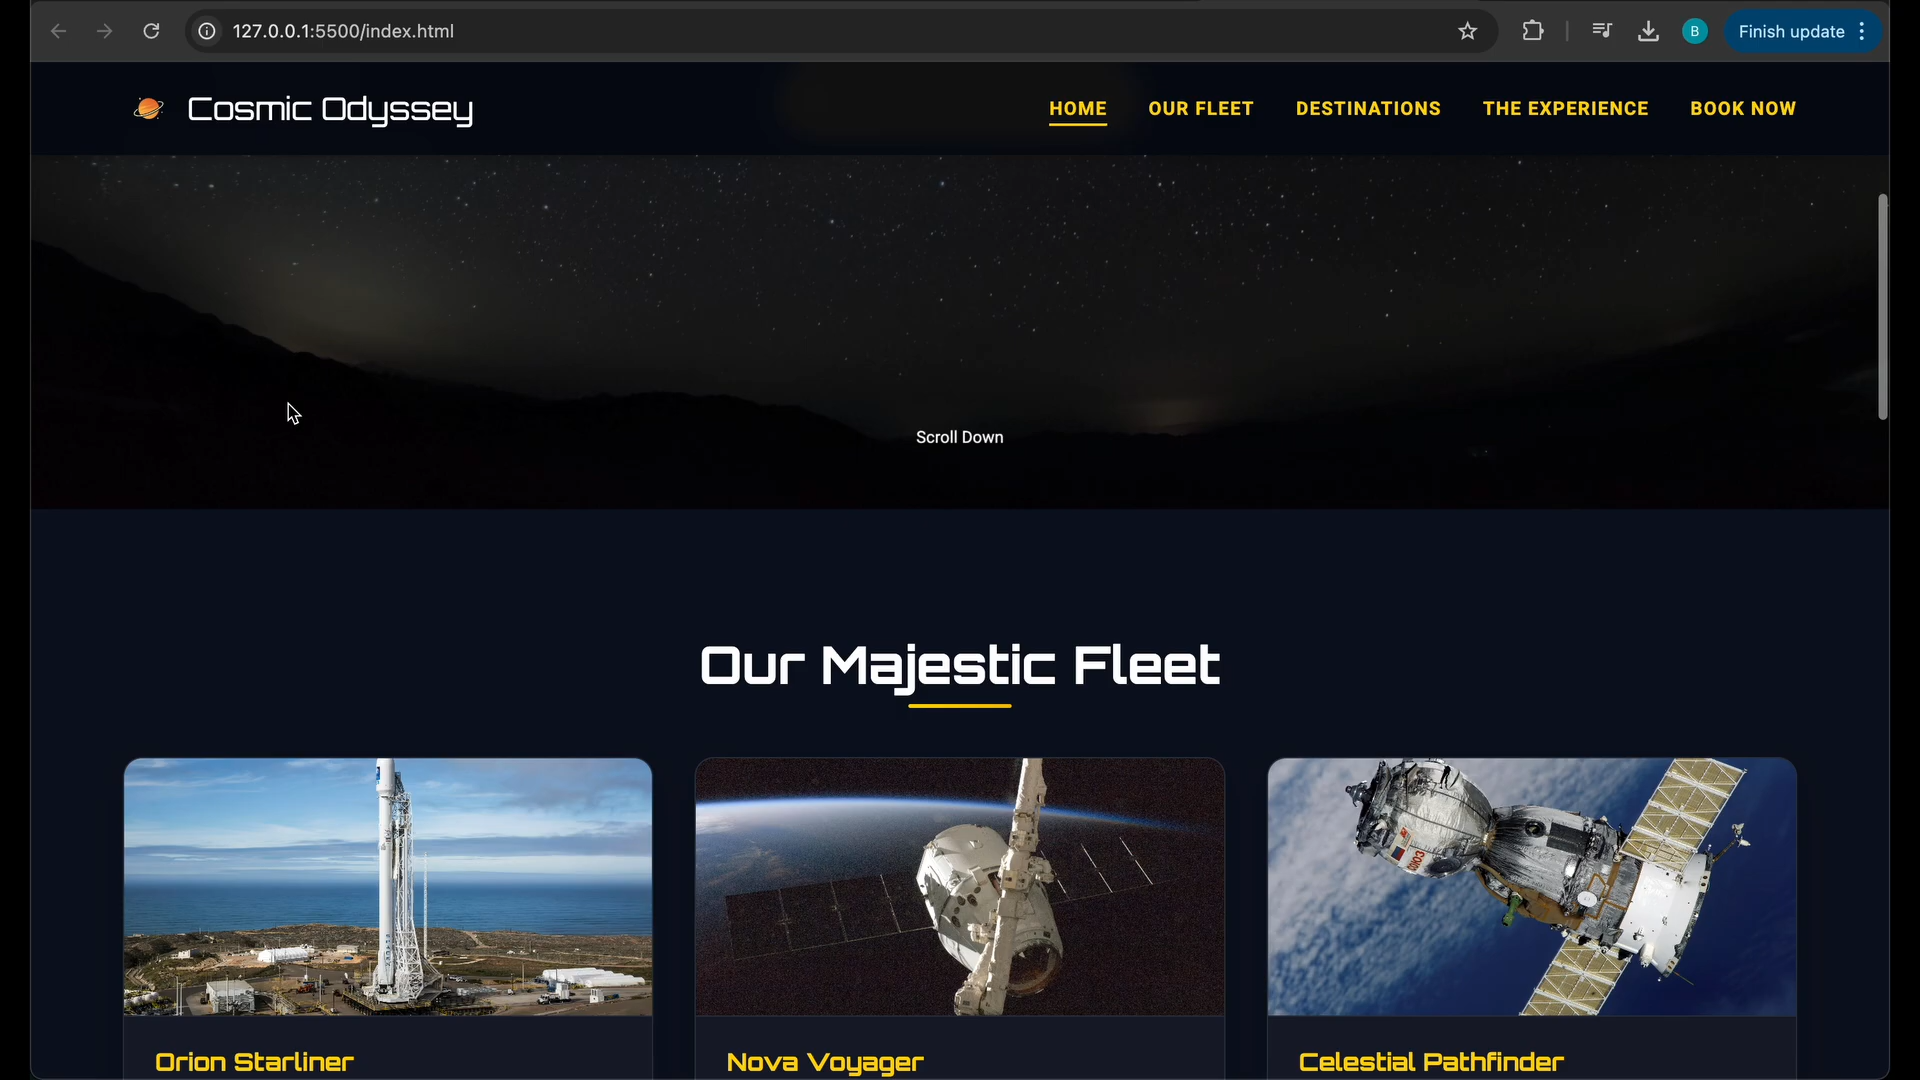 127.0.0.1:5500/index.html
B
Finish update
Cosmic Odyssey
HOME
OUR FLEET
DESTINATIONS
THE EXPERIENCE
BOOK NOW
Scroll Down
Our Majestic Fleet
Orion Starliner
Nova Voyager
Celestial Pathfinder